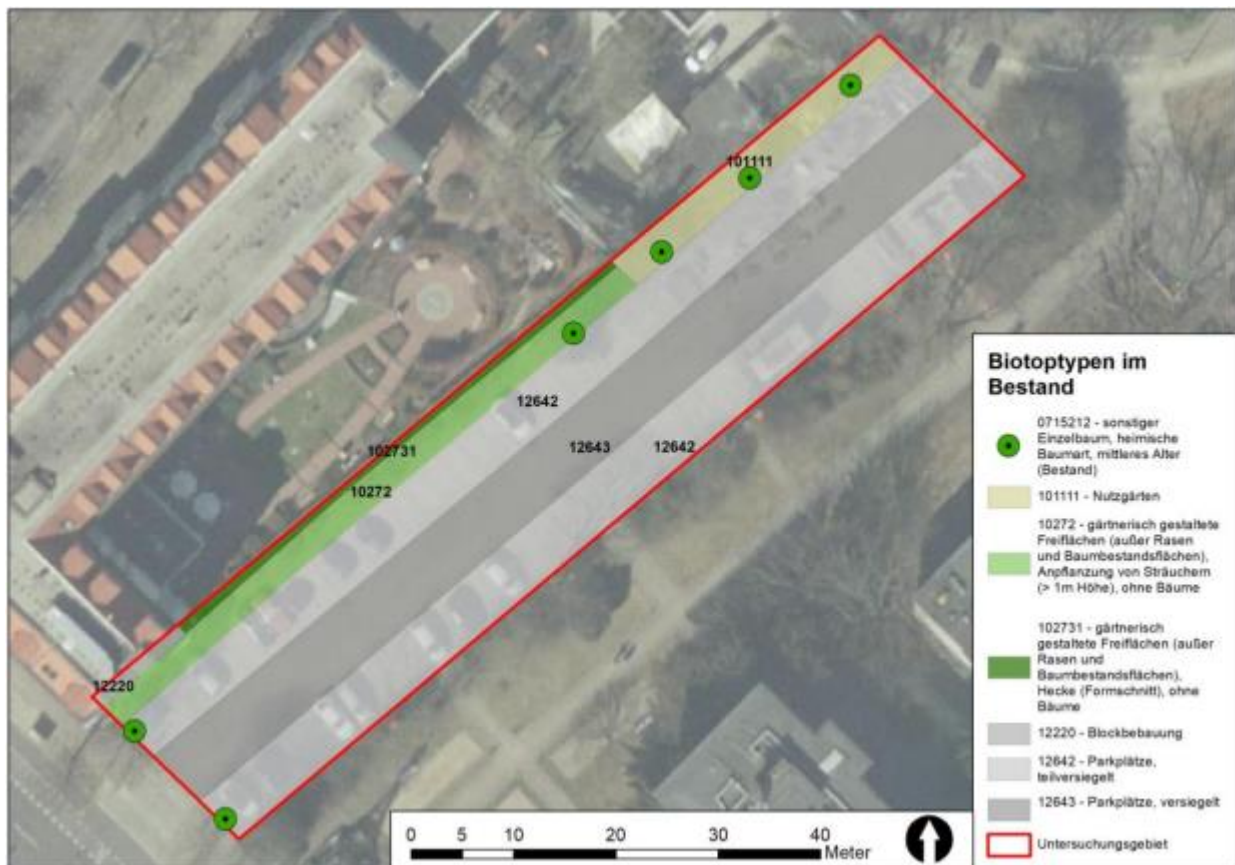 101111
12642
12643
12642
102731
10272
12220
Biotoptypen im
Bestand
0715212 - sonstiger
Einzelbaum, heimische
Baumart, mittleres Alter
(Bestand)
101111 - Nutzgärten
10272 - gärtnerisch gestaltete
Freiflächen (außer Rasen
und Baumbestandsflächen),
Anpflanzung von Sträuchern
(> 1m Höhe), ohne Bäume
102731 - gärtnerisch
gestaltete Freiflächen (außer
Rasen und
Baumbestandsflächen),
Hecke (Formschnitt), ohne
Bäume
12220 - Blockbebauung
12642 - Parkplätze,
teilversiegelt
12643 - Parkplätze, versiegelt
Untersuchungsgebiet
0 5 10 20 30 40
Meter